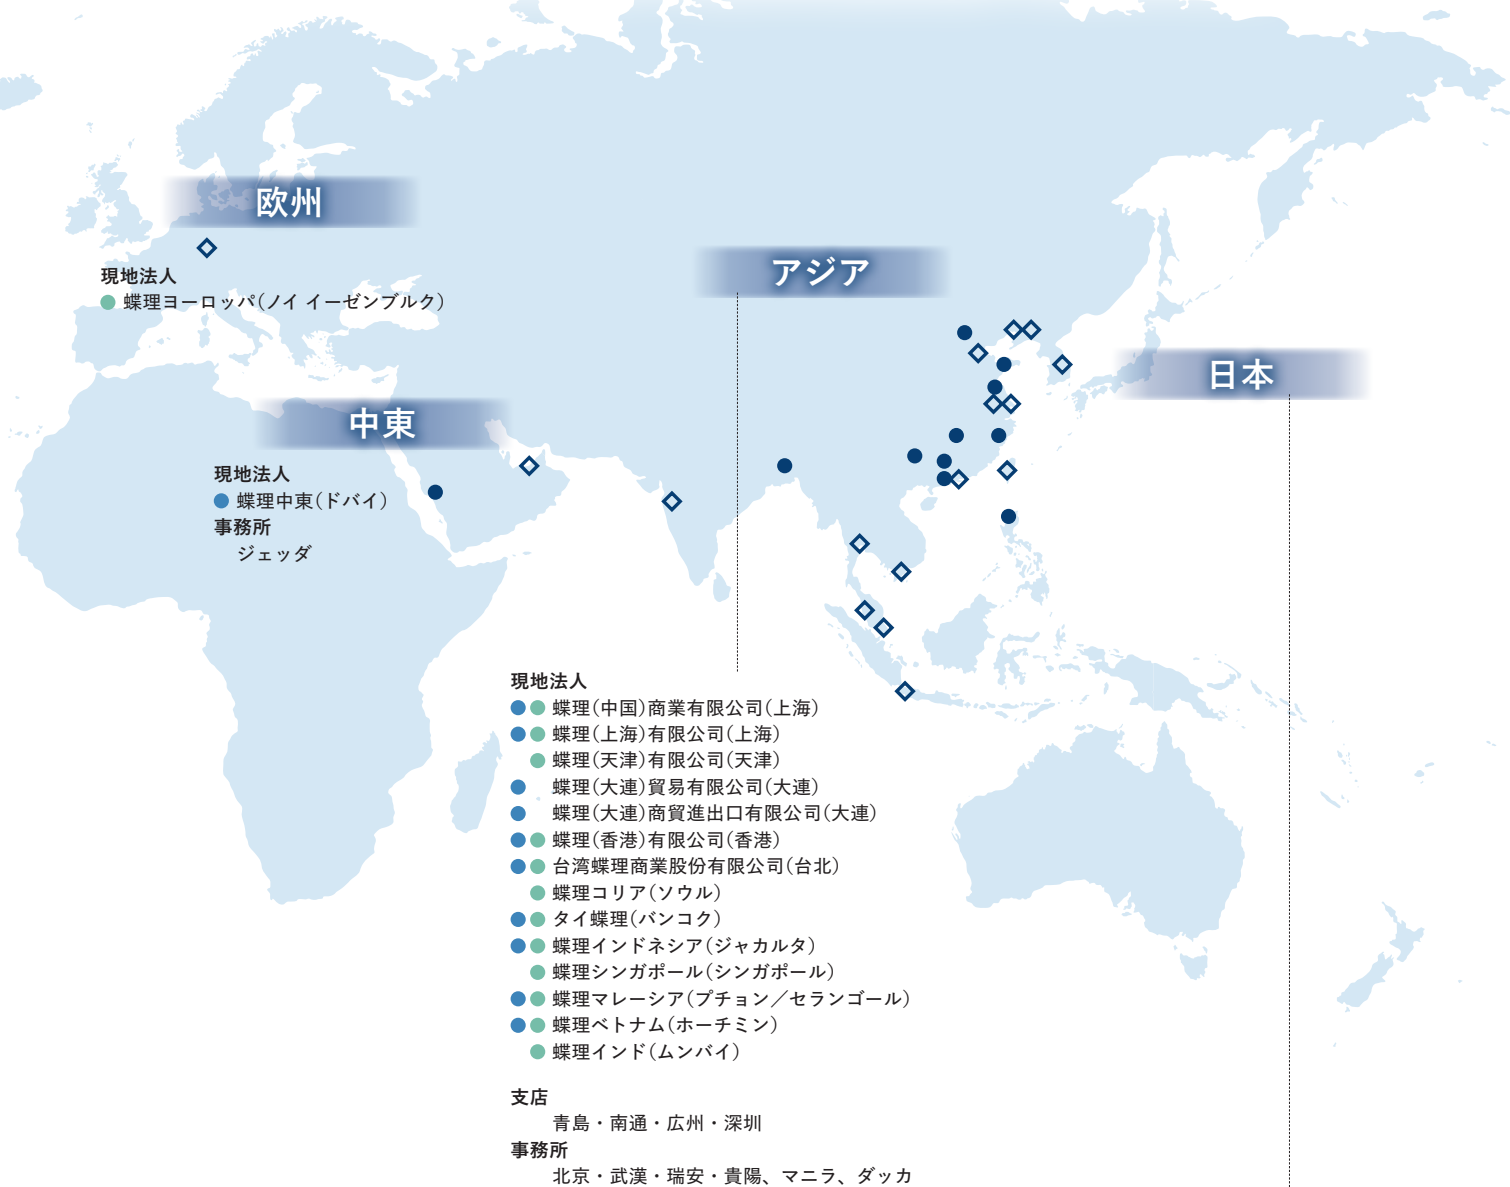 欧州
現地法人
蝶理ヨーロッパ（ノイ イーゼンブルク）
中東
現地法人
蝶理中東（ドバイ）
事務所
ジェッダ
アジア
現地法人
蝶理（中国）商業有限公司（上海）
蝶理（上海）有限公司（上海）
蝶理（天津）有限公司（天津）
蝶理（大連）貿易有限公司（大連）
蝶理（大連）商貿進出口有限公司（大連）
蝶理（香港）有限公司（香港）
台湾蝶理商業股份有限公司（台北）
蝶理コリア（ソウル）
タイ蝶理（バンコク）
蝶理インドネシア（ジャカルタ）
蝶理シンガポール（シンガポール）
蝶理マレーシア（プチョン／セランゴール）
蝶理ベトナム（ホーチミン）
蝶理インド（ムンバイ）
支店
青島・南通・広州・深圳
事務所
北京・武漢・瑞安・貴陽、マニラ、ダッカ
日本